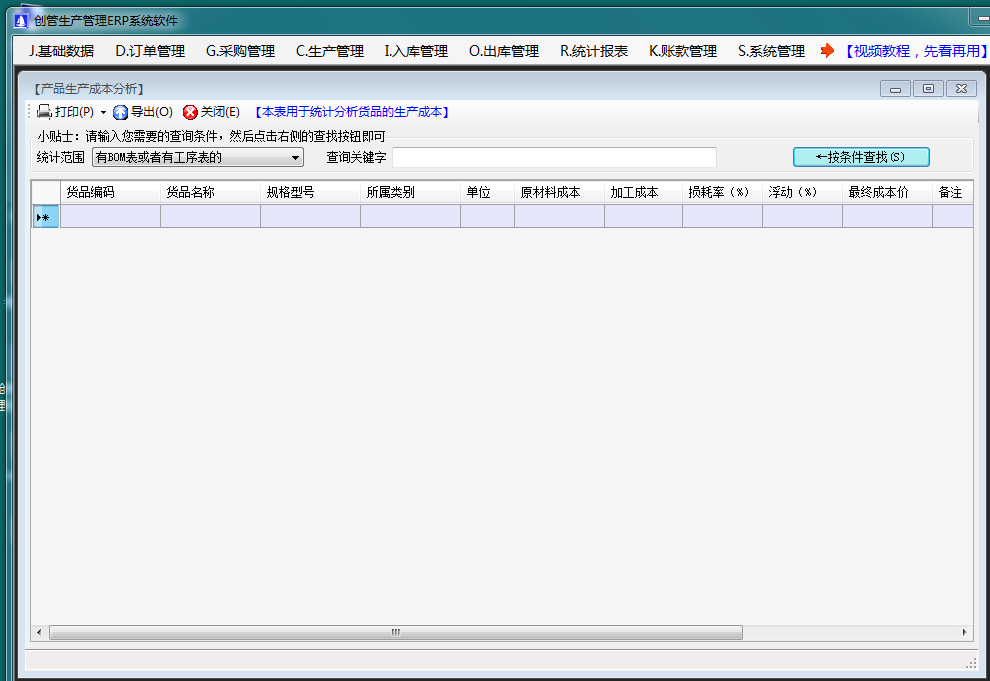 创管生产管理ERP系统软件
J.基础数据 D.订单管理 G.采购管理 C.生产管理 I.入库管理 O.出库管理 R.统计报表 K.账款管理 S.系统管理 【视频教程，先看再用】
【产品生产成本分析】
打印(P) 导出(O) 关闭(E) 【本表用于统计分析货品的生产成本】
小贴士：请输入您需要的查询条件，然后点击右侧的查找按钮即可
统计范围 有BOM表或者有工序表的 查询关键字 ←按条件查找(S)
货品编码 货品名称 规格型号 所属类别 单位 原材料成本 加工成本 损耗率（%） 浮动（%） 最终成本价 备注